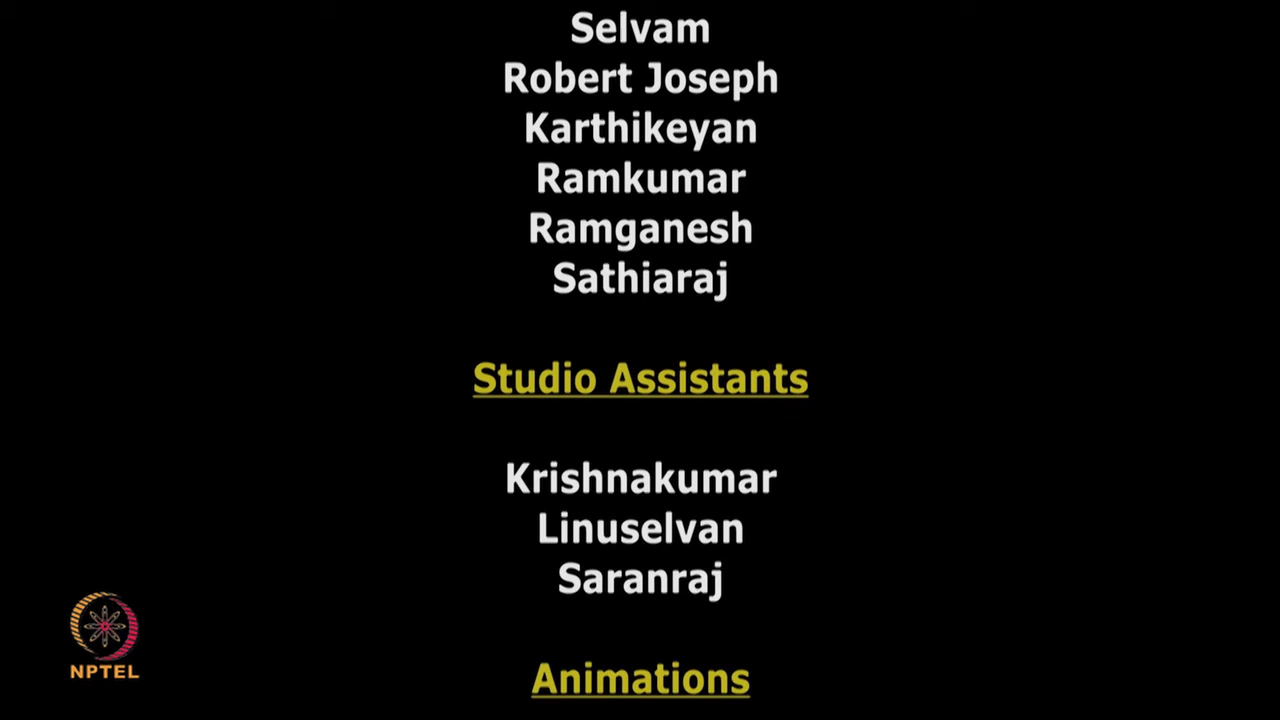 Selvam
Robert Joseph
Karthikeyan
Ramkumar
Ramganesh
Sathiaraj
Studio Assistants
Krishnakumar
Linuselvan
Saranraj
NPTEL
Animations